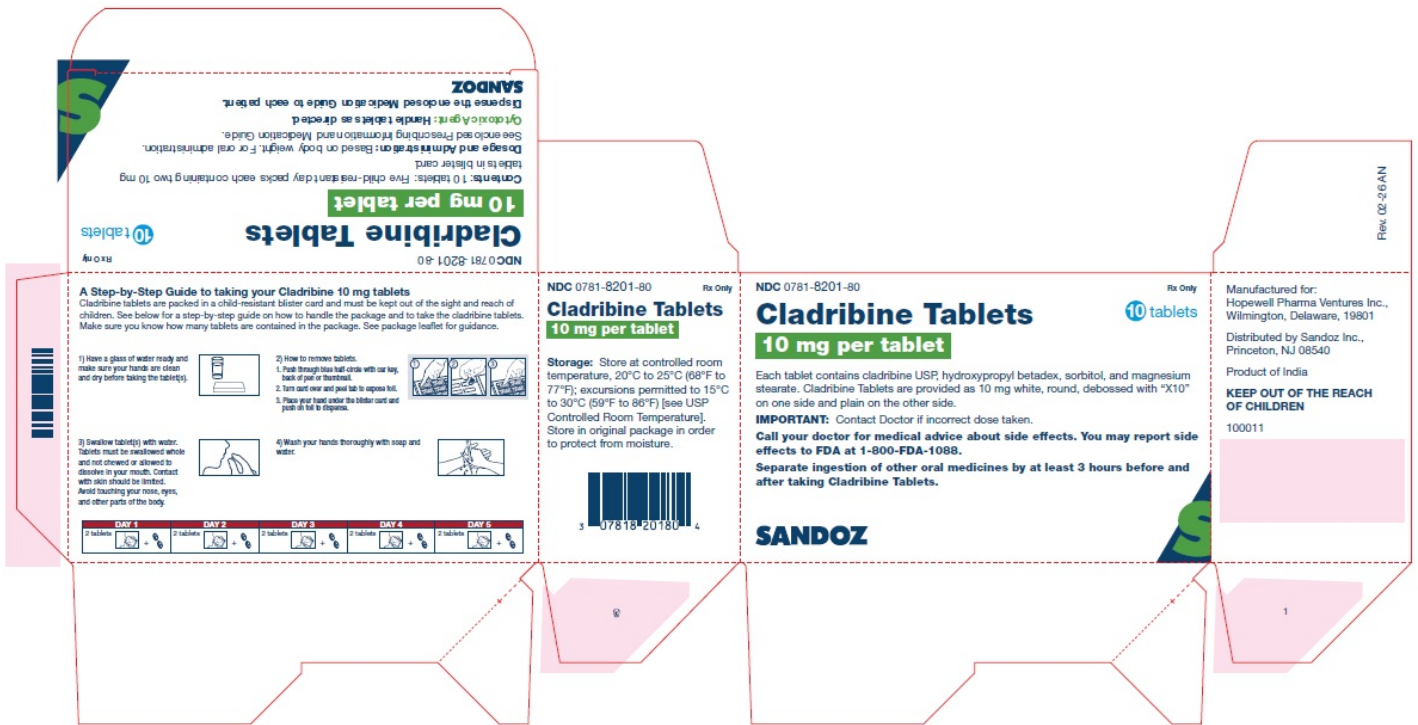 SANDOZ
Dispense the enclosed Medication Guide to each patient.
Cytotoxic Agent: Handle tablets as directed.
See enclosed Prescribing Information and Medication Guide.
Dosage and Administration: Based on body weight. For oral administration.
tablets in blister card.
Contents: 10 tablets: Five child-resistant day packs each containing two 10 mg
10 mg per tablet
Cladribine Tablets
10 tablets
NDC 0781-8201-80
Rx Only
A Step-by-Step Guide to taking your Cladribine 10 mg tablets
Cladribine tablets are packed in a child-resistant blister card and must be kept out of the sight and reach of
children. See below for a step-by-step guide on how to handle the package and to take the cladribine tablets.
Make sure you know how many tablets are contained in the package. See package leaflet for guidance.
1) Have a glass of water ready and
make sure your hands are clean
and dry before taking the tablet(s).
2) How to remove tablets.
1. Push through blue half-circle with car key,
back of pen or thumbnail.
2. Turn card over and peel tab to expose foil.
3. Place your hand under the blister card and
push on foil to dispense.
3) Swallow tablet(s) with water.
Tablets must be swallowed whole
and not chewed or allowed to
dissolve in your mouth. Contact
with skin should be limited.
Avoid touching your nose, eyes,
and other parts of the body.
4) Wash your hands thoroughly with soap and
water.
DAY 1 DAY 2 DAY 3 DAY 4 DAY 5
2 tablets + 2 tablets + 2 tablets + 2 tablets + 2 tablets +
NDC 0781-8201-80 Rx Only
Cladribine Tablets
10 mg per tablet
Storage: Store at controlled room
temperature, 20°C to 25°C (68°F to
77°F); excursions permitted to 15°C
to 30°C (59°F to 86°F) [see USP
Controlled Room Temperature].
Store in original package in order
to protect from moisture.
3 07818 20180 4
NDC 0781-8201-80 Rx Only
Cladribine Tablets
10 tablets
10 mg per tablet
Each tablet contains cladribine USP, hydroxypropyl betadex, sorbitol, and magnesium
stearate. Cladribine Tablets are provided as 10 mg white, round, debossed with “X10”
on one side and plain on the other side.
IMPORTANT: Contact Doctor if incorrect dose taken.
Call your doctor for medical advice about side effects. You may report side
effects to FDA at 1-800-FDA-1088.
Separate ingestion of other oral medicines by at least 3 hours before and
after taking Cladribine Tablets.
SANDOZ
Rev. 02-26 AN
Manufactured for:
Hopewell Pharma Ventures Inc.,
Wilmington, Delaware, 19801
Distributed by Sandoz Inc.,
Princeton, NJ 08540
Product of India
KEEP OUT OF THE REACH
OF CHILDREN
100011
1